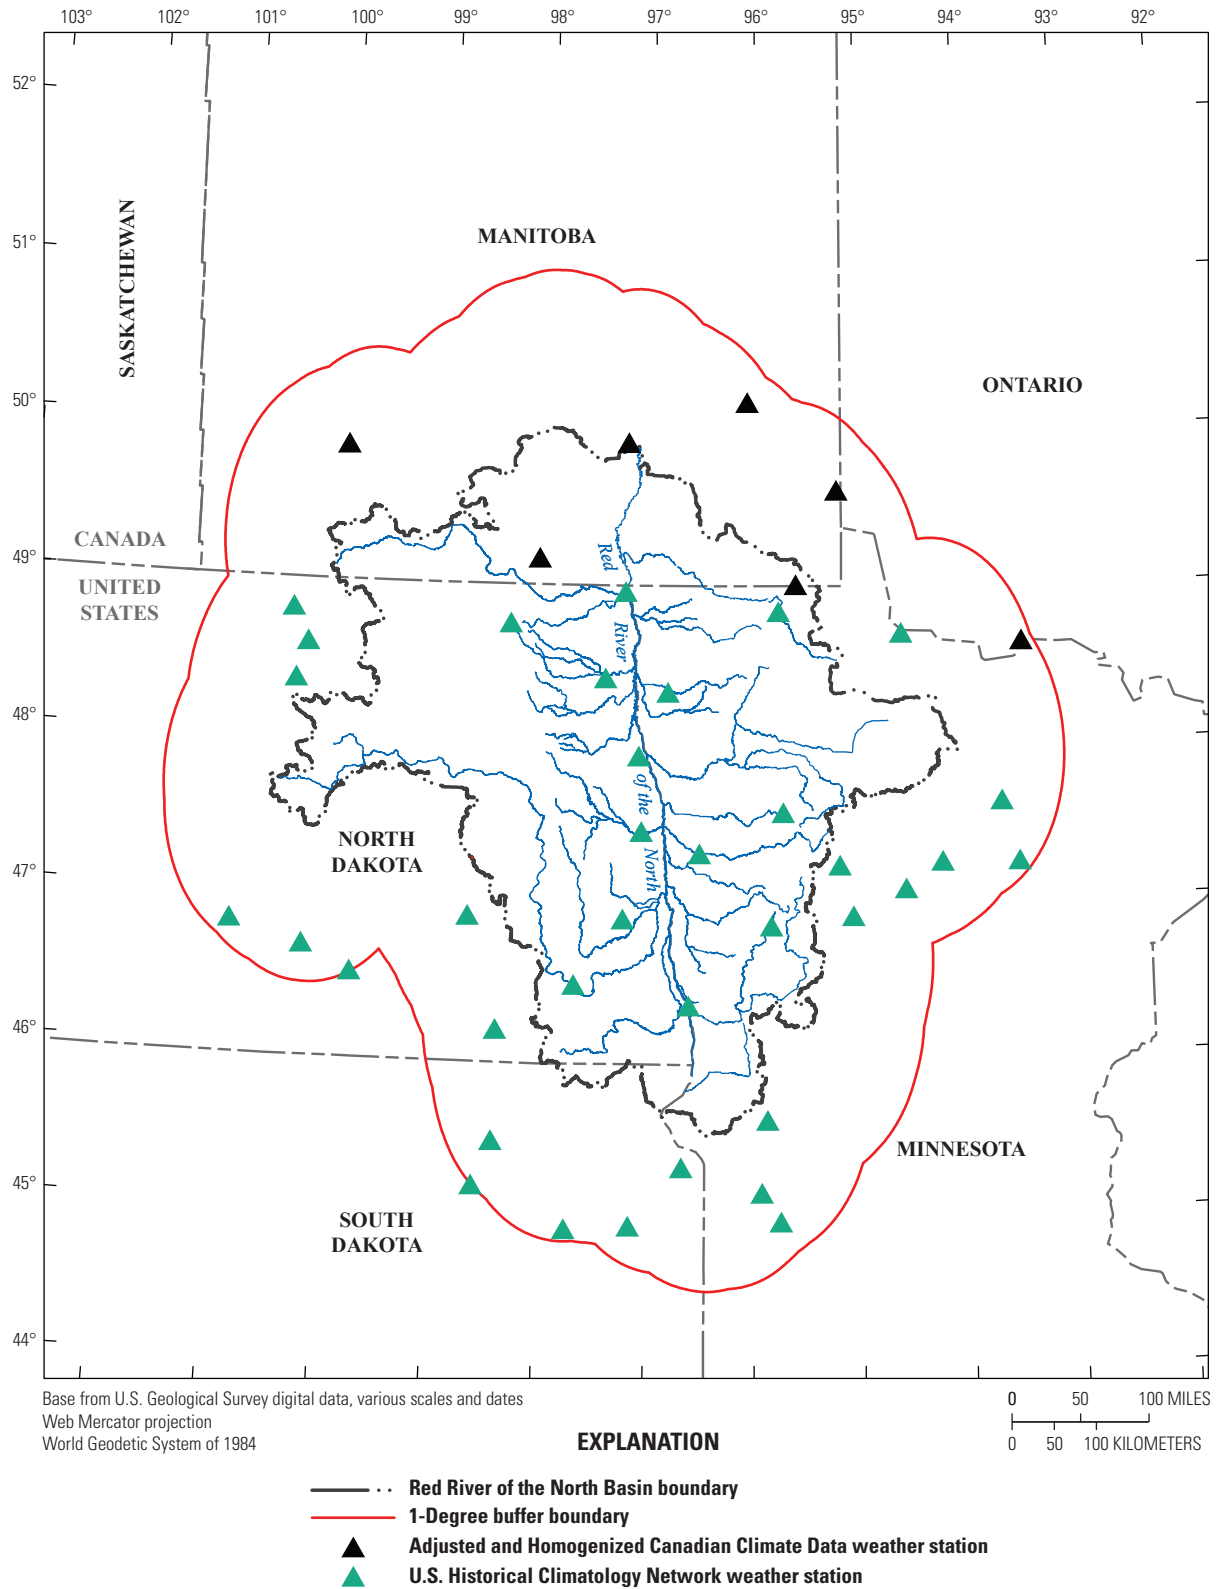 103° 102° 101° 100° 99° 98° 97° 96° 95° 94° 93° 92°
52°
51°
50°
49°
48°
47°
46°
45°
44°
SASKATCHEWAN
MANITOBA
ONTARIO
CANADA
UNITED
STATES
Red
River
of the
North
NORTH
DAKOTA
MINNESOTA
SOUTH
DAKOTA
Base from U.S. Geological Survey digital data, various scales and dates
Web Mercator projection
World Geodetic System of 1984
0 50 100 MILES
0 50 100 KILOMETERS
EXPLANATION
Red River of the North Basin boundary
1-Degree buffer boundary
Adjusted and Homogenized Canadian Climate Data weather station
U.S. Historical Climatology Network weather station